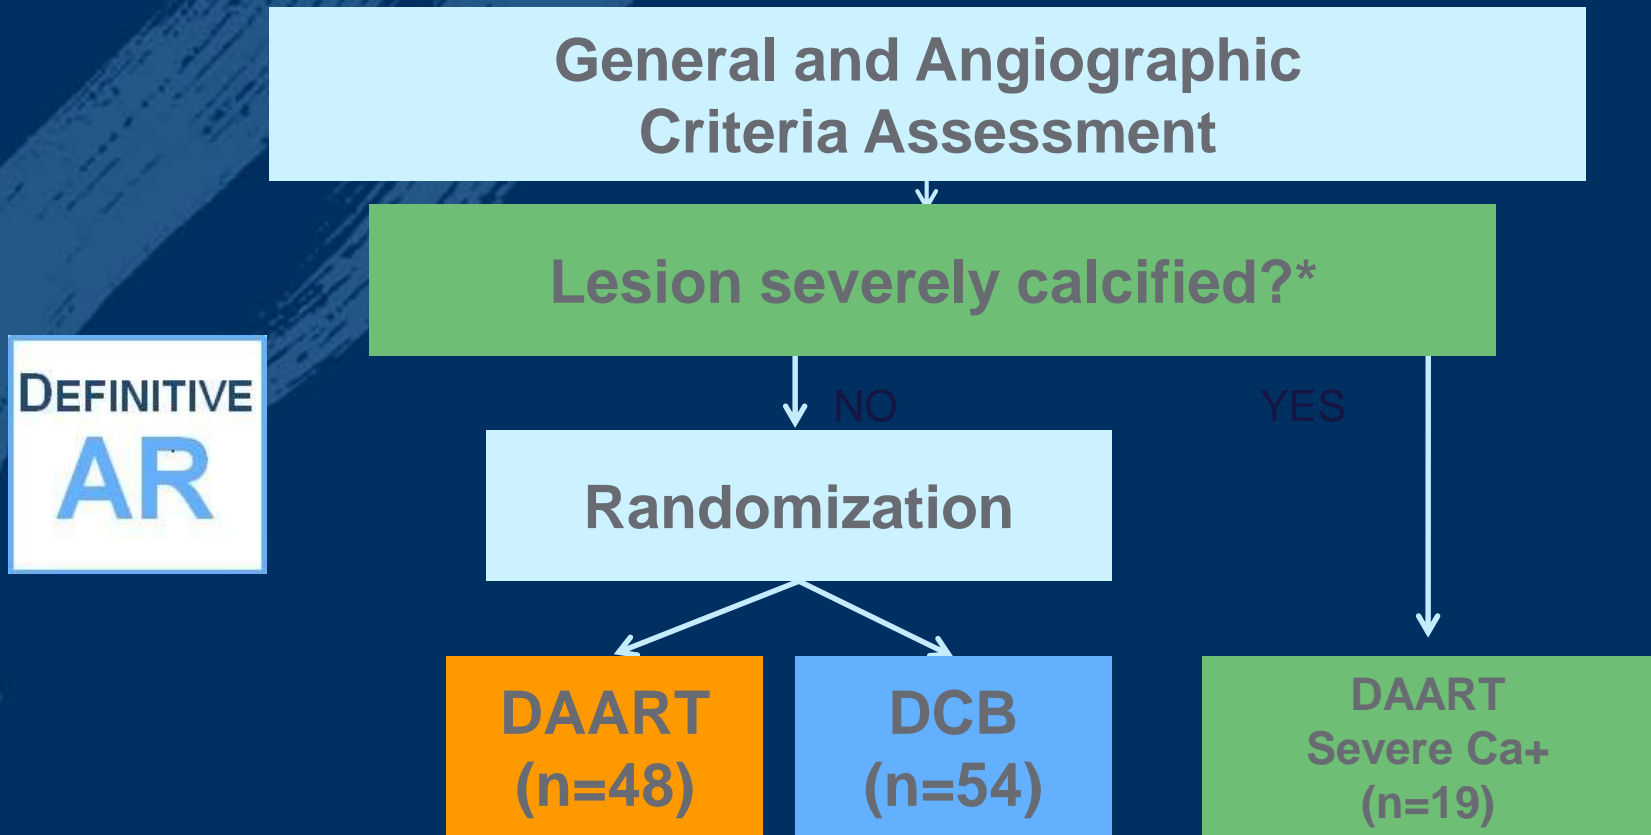 General and Angiographic
Criteria Assessment
Lesion severely calcified?*
NO
YES
DEFINITIVE
AR
Randomization
DAART
(n=48)
DCB
(n=54)
DAART
Severe Ca+
(n=19)